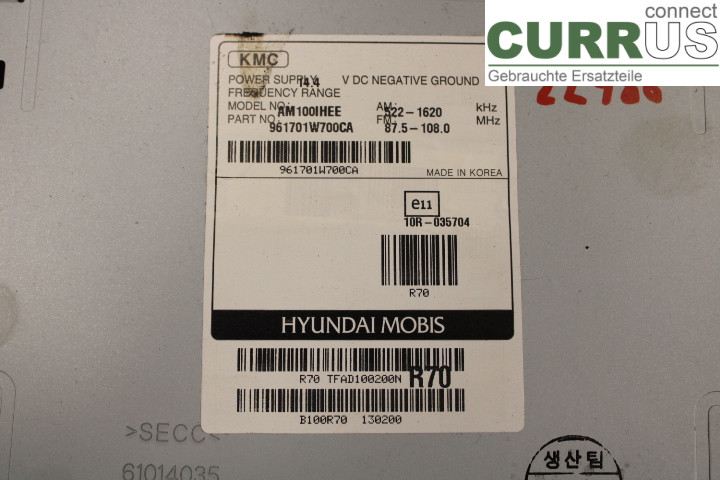 connect
CURRUS
Gebrauchte Ersatzteile
KMC
POWER SUPPLY 14.4 V DC NEGATIVE GROUND
FREQUENCY RANGE
MODEL NO.: AM100IHEE AM: 522-1620 kHz
PART NO.: 961701W700CA FM: 87.5-108.0 MHz
961701W700CA
MADE IN KOREA
e11
10R-035704
R70
HYUNDAI MOBIS
R70 TFAD100200N R70
B100R70 130200
>SECC<
61014035
생산팀